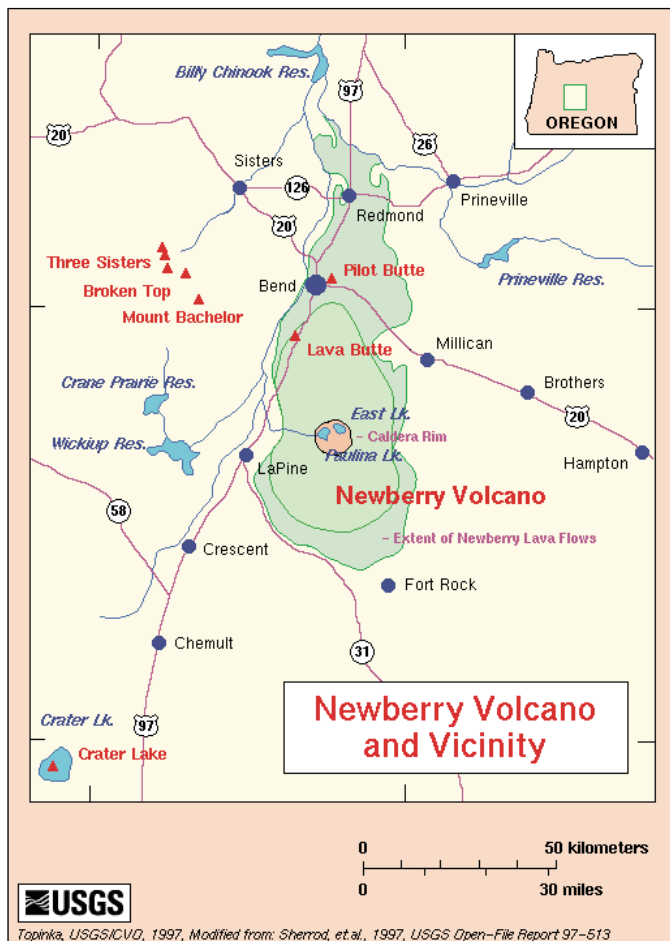 Billy Chinook Res.
97
OREGON
20
26
Sisters
126
Redmond
Prineville
20
Three Sisters
Pilot Butte
Prineville Res.
Broken Top
Bend
Mount Bachelor
Lava Butte
Millican
Crane Prairie Res.
Brothers
East Lk.
20
Wickiup Res.
– Caldera Rim
Paulina Lk.
Hampton
LaPine
Newberry Volcano
58
– Extent of Newberry Lava Flows
Crescent
Fort Rock
Chemult
31
Newberry Volcano
and Vicinity
Crater Lk.
97
Crater Lake
0 50 kilometers
0 30 miles
USGS
Topinka, USGS/CVO, 1997, Modified from: Sherrod, et.al., 1997, USGS Open-File Report 97-513